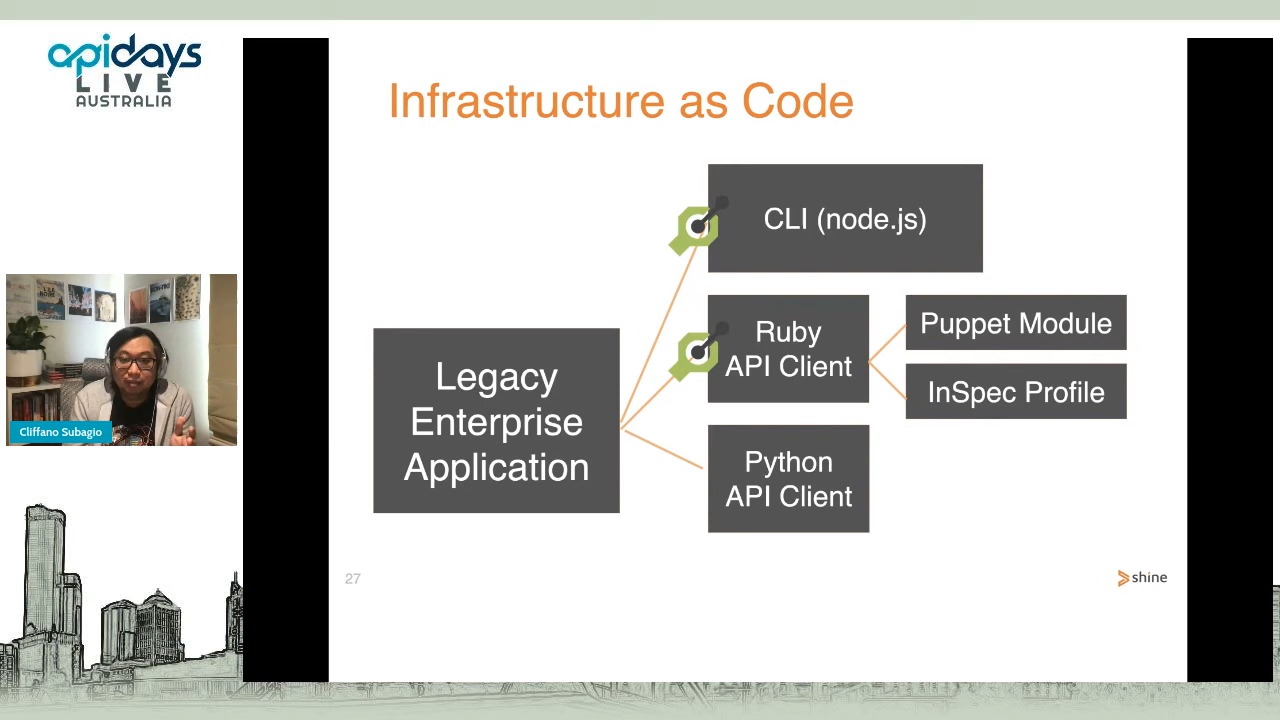 apidays
LIVE
AUSTRALIA
Infrastructure as Code
CLI (node.js)
Ruby
API Client
Puppet Module
InSpec Profile
Legacy
Enterprise
Application
Python
API Client
Cliffano Subagio
27
shine